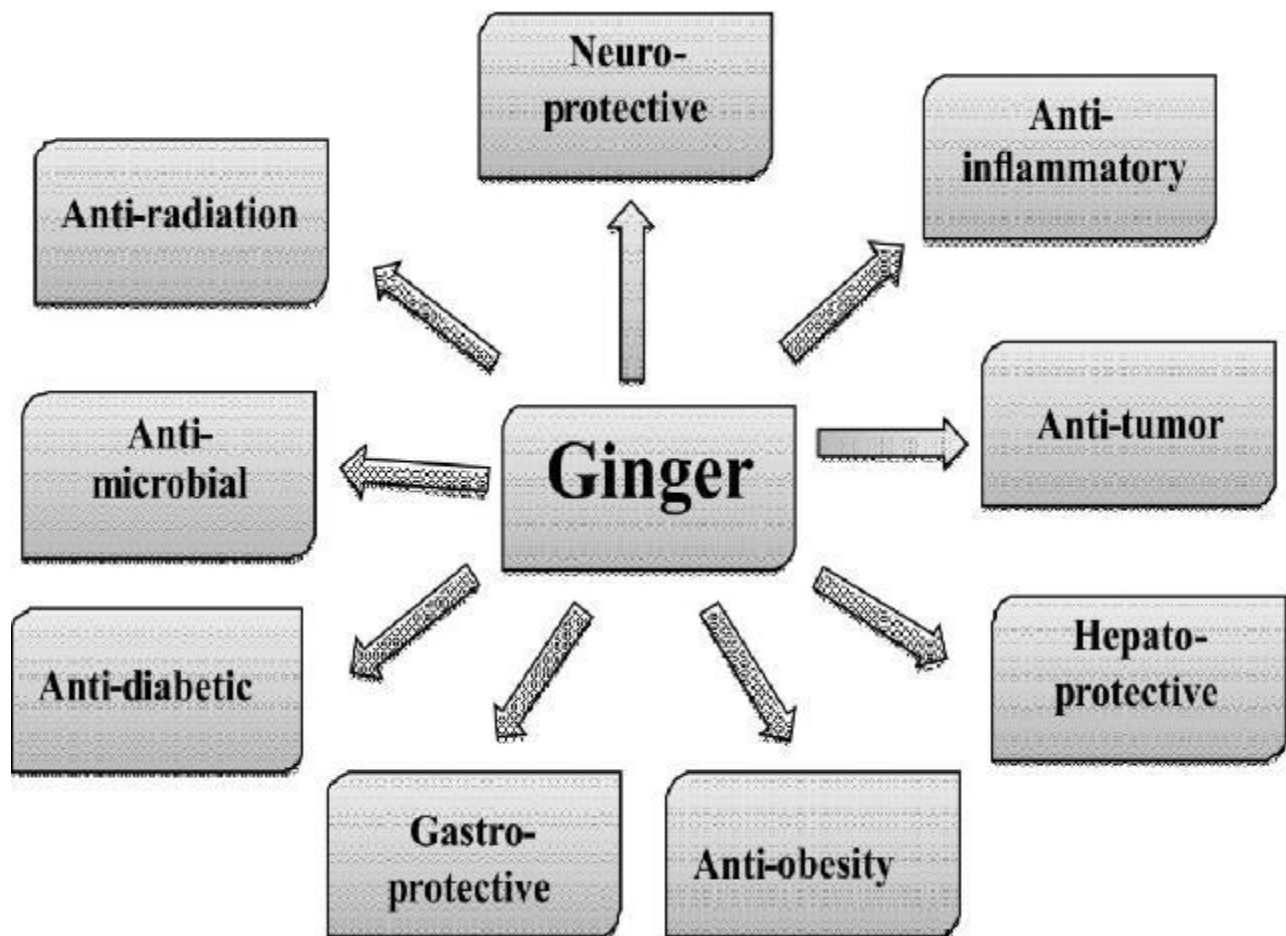 Neuro-
protective
Anti-
inflammatory
Anti-radiation
Anti-tumor
Anti-
microbial
Ginger
Hepato-
protective
Anti-diabetic
Gastro-
protective
Anti-obesity